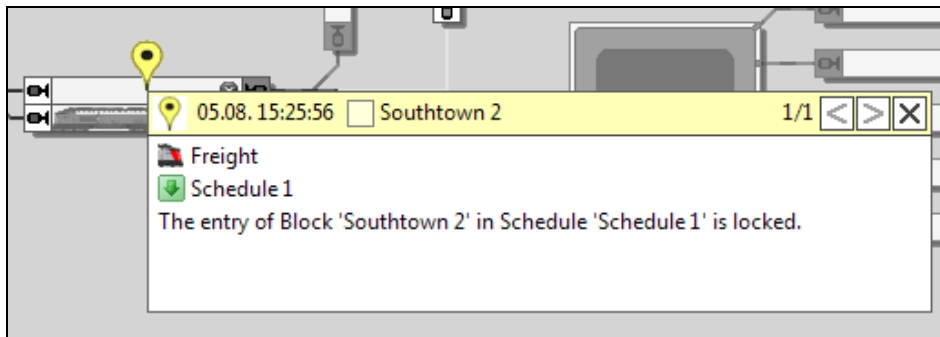 05.08. 15:25:56 Southtown 2 1/1 < > X
Freight
Schedule 1
The entry of Block 'Southtown 2' in Schedule 'Schedule 1' is locked.